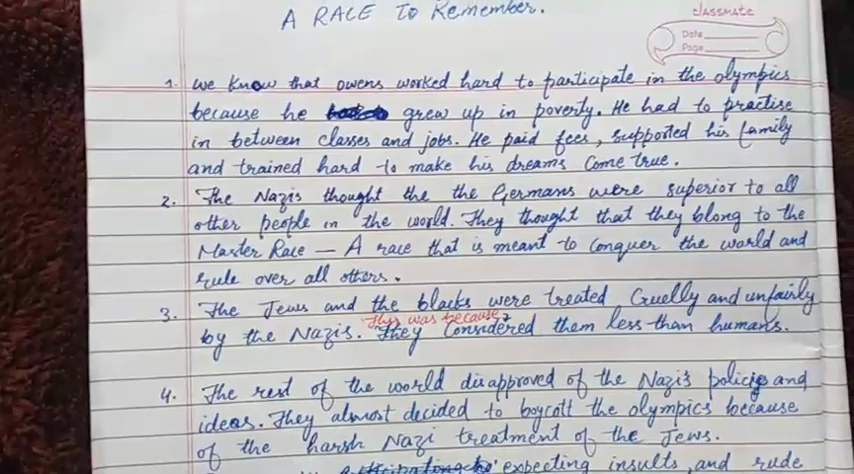 A RACE To Remember.
classmate
Date
Page
1. We know that owens worked hard to participate in the olympics
because he grew up in poverty. He had to practise
in between classes and jobs. He paid fees, supported his family
and trained hard to make his dreams come true.
2. The Nazis thought the the Germans were superior to all
other people in the world. They thought that they blong to the
Master Race — A race that is meant to conquer the world and
rule over all others.
3. The Jews and the blacks were treated cruelly and unfairly
This was because
by the Nazis. They considered them less than humans.
4. The rest of the world disapproved of the Nazi's policies and
ideas. They almost decided to boycott the olympics because
of the harsh Nazi treatment of the Jews.
expecting insults, and rude